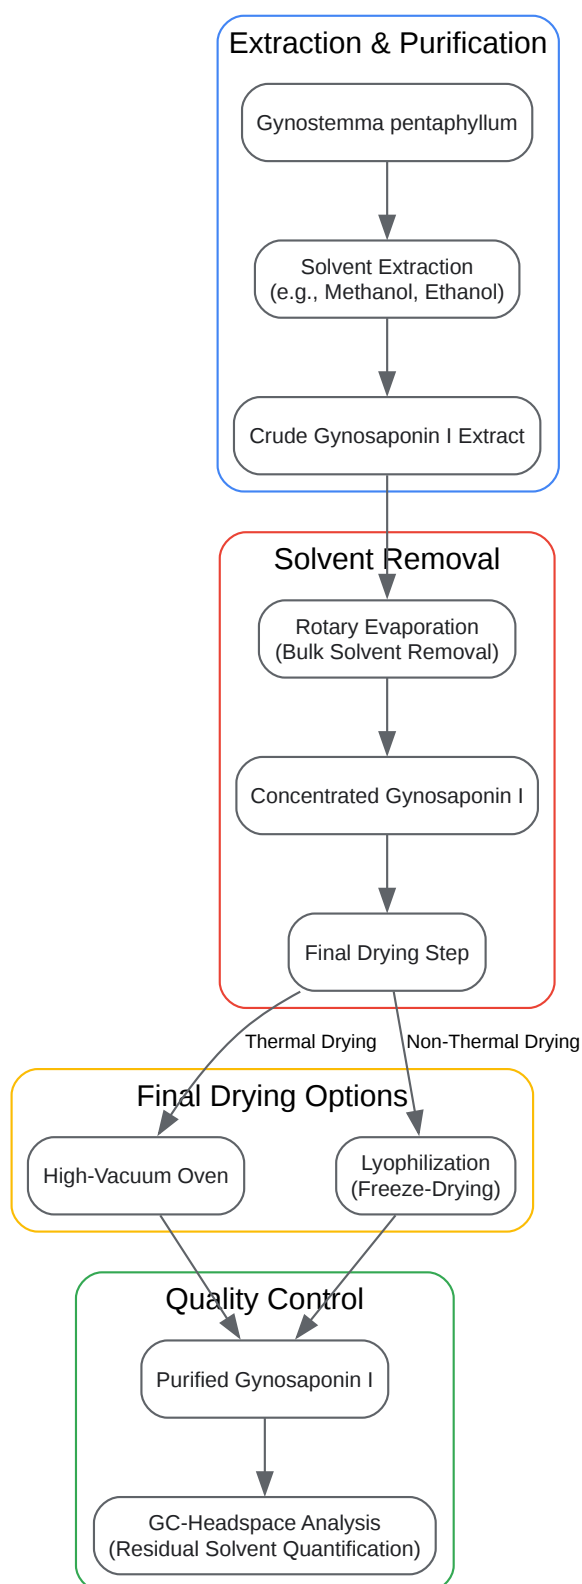 Extraction & Purification
Gynostemma pentaphyllum
Solvent Extraction
(e.g., Methanol, Ethanol)
Crude Gynosaponin I Extract
Solvent Removal
Rotary Evaporation
(Bulk Solvent Removal)
Concentrated Gynosaponin I
Final Drying Step
Thermal Drying
Non-Thermal Drying
Final Drying Options
High-Vacuum Oven
Lyophilization
(Freeze-Drying)
Quality Control
Purified Gynosaponin I
GC-Headspace Analysis
(Residual Solvent Quantification)